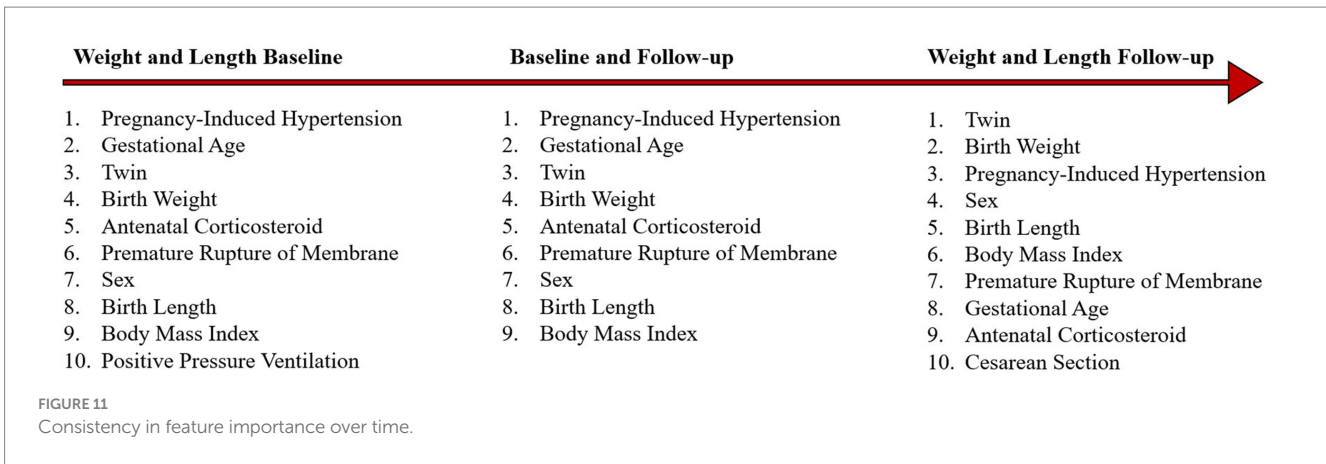 Weight and Length Baseline
1. Pregnancy-Induced Hypertension
2. Gestational Age
3. Twin
4. Birth Weight
5. Antenatal Corticosteroid
6. Premature Rupture of Membrane
7. Sex
8. Birth Length
9. Body Mass Index
10. Positive Pressure Ventilation
Baseline and Follow-up
1. Pregnancy-Induced Hypertension
2. Gestational Age
3. Twin
4. Birth Weight
5. Antenatal Corticosteroid
6. Premature Rupture of Membrane
7. Sex
8. Birth Length
9. Body Mass Index
Weight and Length Follow-up
1. Twin
2. Birth Weight
3. Pregnancy-Induced Hypertension
4. Sex
5. Birth Length
6. Body Mass Index
7. Premature Rupture of Membrane
8. Gestational Age
9. Antenatal Corticosteroid
10. Cesarean Section
FIGURE 11
Consistency in feature importance over time.